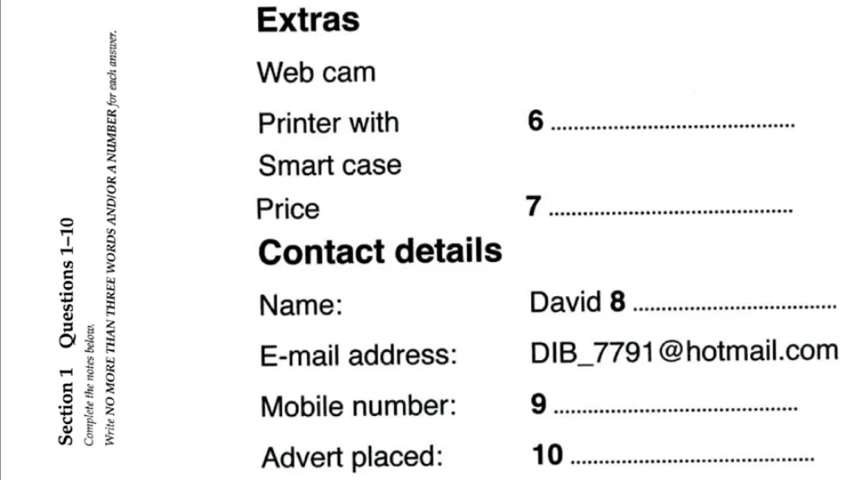 Section 1 Questions 1–10
Complete the notes below.
Write NO MORE THAN THREE WORDS AND/OR A NUMBER for each answer.
Extras
Web cam
Printer with 6 ..........
Smart case
Price 7 ..........
Contact details
Name: David 8 ..........
E-mail address: DIB_7791@hotmail.com
Mobile number: 9 ..........
Advert placed: 10 ..........